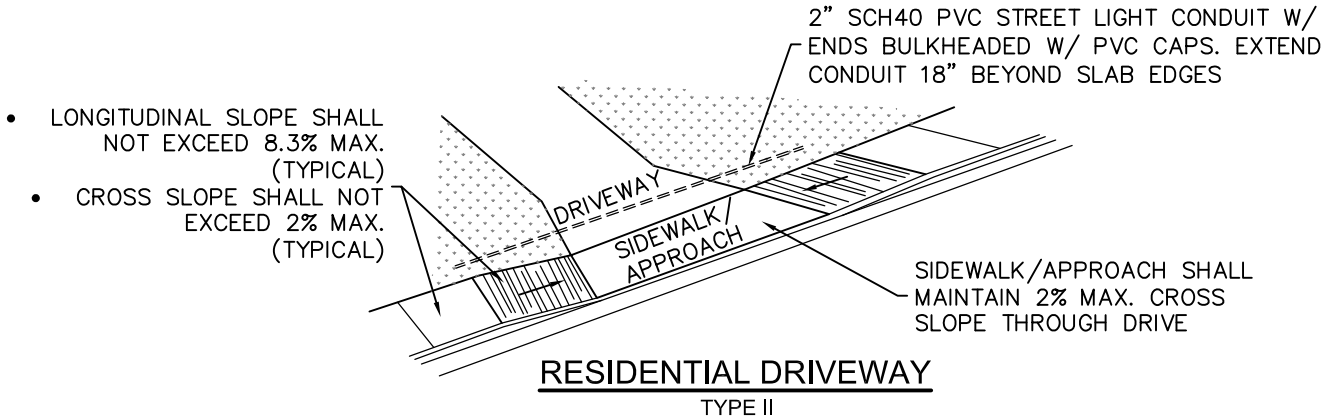 2" SCH40 PVC STREET LIGHT CONDUIT W/
ENDS BULKHEADED W/ PVC CAPS. EXTEND
CONDUIT 18" BEYOND SLAB EDGES
• LONGITUDINAL SLOPE SHALL
NOT EXCEED 8.3% MAX.
(TYPICAL)
• CROSS SLOPE SHALL NOT
EXCEED 2% MAX.
(TYPICAL)
DRIVEWAY
SIDEWALK/
APPROACH
SIDEWALK/APPROACH SHALL
MAINTAIN 2% MAX. CROSS
SLOPE THROUGH DRIVE
RESIDENTIAL DRIVEWAY
TYPE II